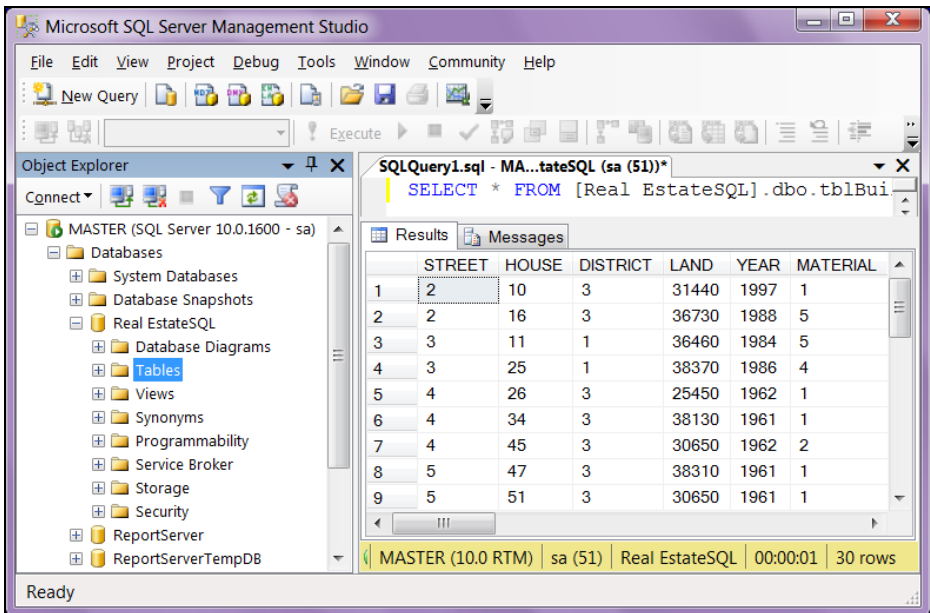 Microsoft SQL Server Management Studio
File Edit View Project Debug Tools Window Community Help
New Query
Execute
Object Explorer
Connect
MASTER (SQL Server 10.0.1600 - sa)
Databases
System Databases
Database Snapshots
Real EstateSQL
Database Diagrams
Tables
Views
Synonyms
Programmability
Service Broker
Storage
Security
ReportServer
ReportServerTempDB
SQLQuery1.sql - MA...tateSQL (sa (51))*
SELECT * FROM [Real EstateSQL].dbo.tblBui
Results Messages
STREET HOUSE DISTRICT LAND YEAR MATERIAL
1 2 10 3 31440 1997 1
2 2 16 3 36730 1988 5
3 3 11 1 36460 1984 5
4 3 25 1 38370 1986 4
5 4 26 3 25450 1962 1
6 4 34 3 38130 1961 1
7 4 45 3 30650 1962 2
8 5 47 3 38310 1961 1
9 5 51 3 30650 1961 1
MASTER (10.0 RTM) sa (51) Real EstateSQL 00:00:01 30 rows
Ready